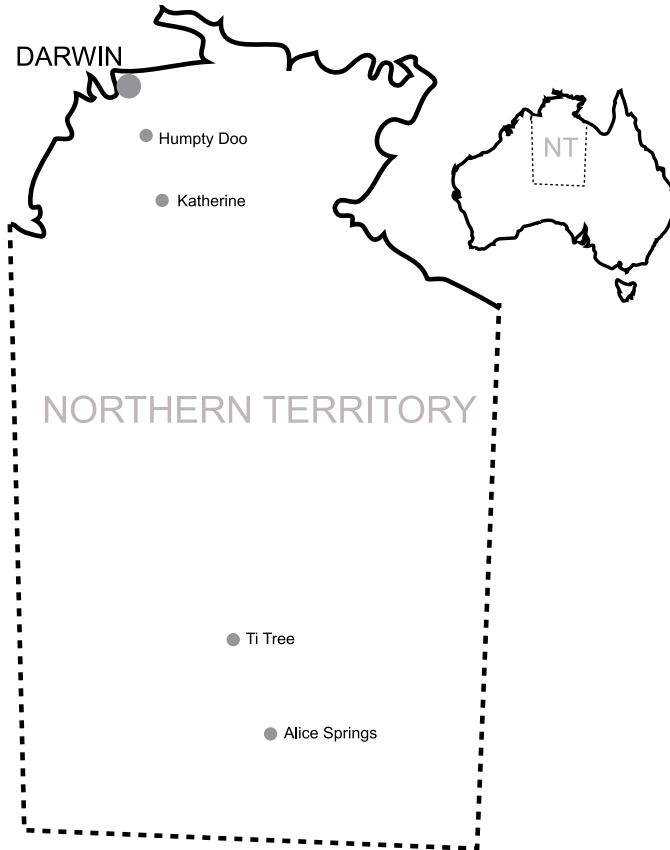 DARWIN
Humpty Doo
Katherine
NT
NORTHERN TERRITORY
Ti Tree
Alice Springs